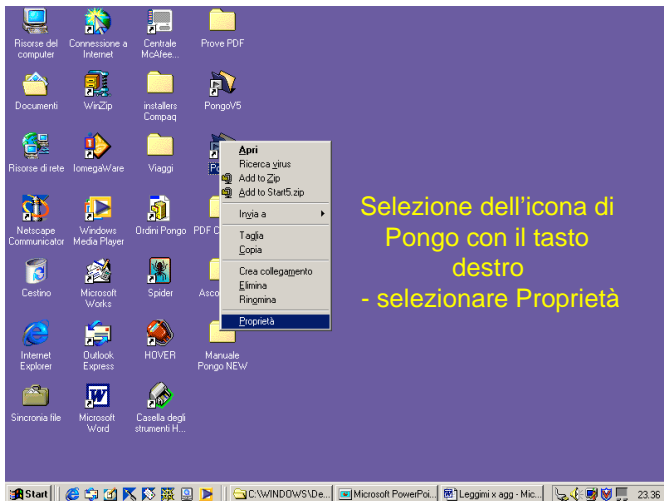 Risorse del computer
Connessione a Internet
Centrale McAfee...
Prove PDF
Documenti
WinZip
installers Compaq
PongoV5
Risorse di rete
IomegaWare
Viaggi
Netscape Communicator
Windows Media Player
Ordini Pongo
PDF
Cestino
Microsoft Works
Spider
Internet Explorer
Outlook Express
HOVER
Manuale Pongo NEW
Sincronia file
Microsoft Word
Casella degli strumenti H...
Apri
Ricerca virus
Add to Zip
Add to Start5.zip
Invia a
Taglia
Copia
Crea collegamento
Elimina
Rinomina
Proprietà
Selezione dell'icona di
Pongo con il tasto
destro
- selezionare Proprietà
Start
C:\WINDOWS\De...
Microsoft PowerPoi...
Leggimi x agg - Mic...
23.36